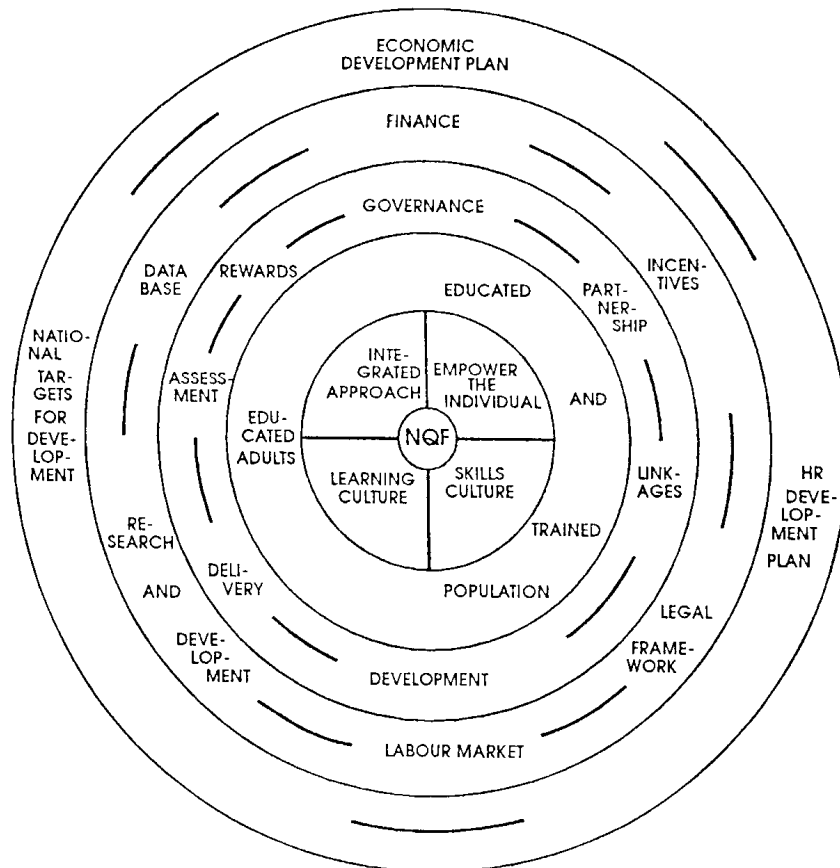 ECONOMIC
DEVELOPMENT PLAN
FINANCE
GOVERNANCE
DATA
BASE
REWARDS
INCEN-
TIVES
PART-
NER-
SHIP
EDUCATED
AND
TRAINED
POPULATION
INTE-
GRATED
APPROACH
EMPOWER
THE
INDIVIDUAL
NQF
LEARNING
CULTURE
SKILLS
CULTURE
ASSESS-
MENT
EDU-
CATED
ADULTS
NATIO-
NAL
TAR-
GETS
FOR
DEVE-
LOP-
MENT
LINK-
AGES
HR
DEVE-
LOP-
MENT
PLAN
RE-
SEARCH
AND
DEVE-
LOP-
MENT
DELI-
VERY
DEVELOPMENT
LEGAL
FRAME-
WORK
LABOUR MARKET